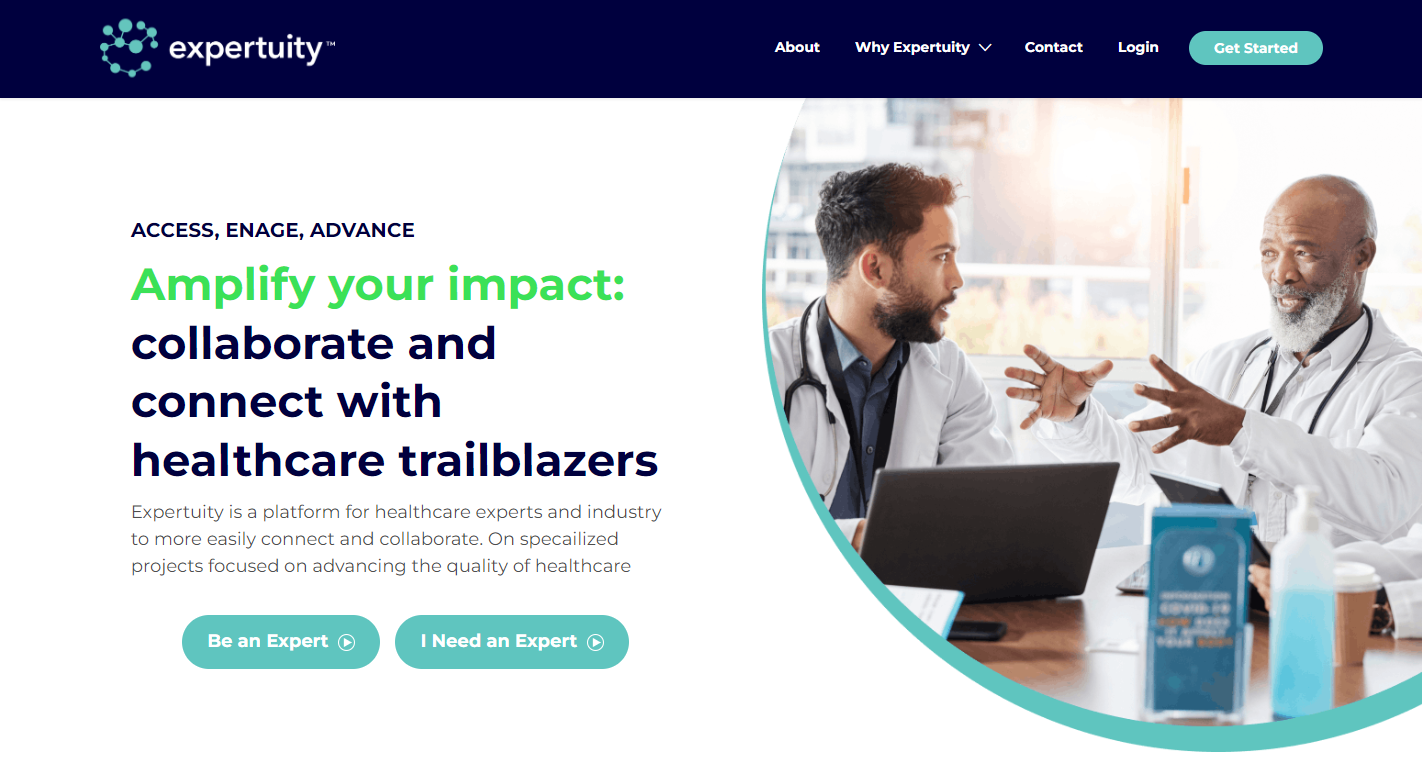 expertuity™
About Why Expertuity Contact Login Get Started
ACCESS, ENAGE, ADVANCE
Amplify your impact:
collaborate and
connect with
healthcare trailblazers
Expertuity is a platform for healthcare experts and industry
to more easily connect and collaborate. On specailized
projects focused on advancing the quality of healthcare
Be an Expert I Need an Expert
COVID-19